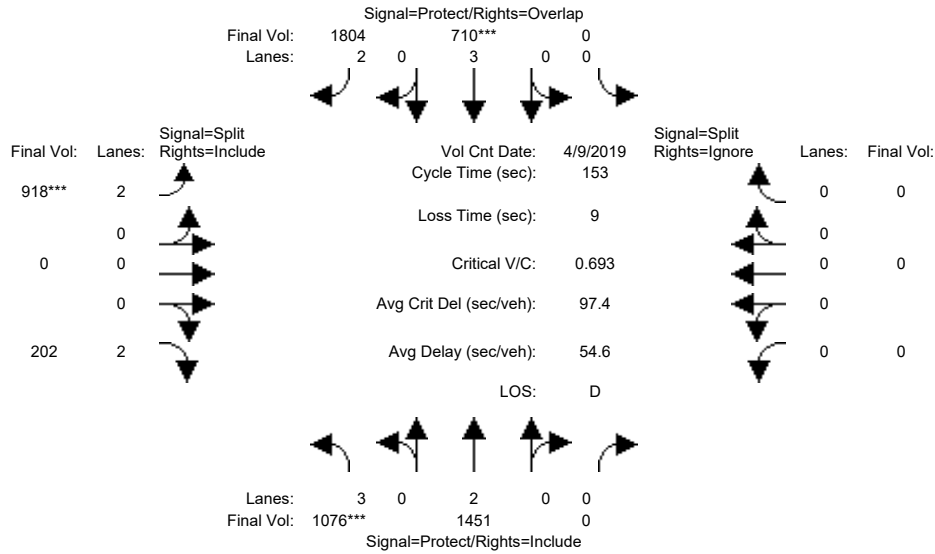 Signal=Protect/Rights=Overlap
Final Vol: 1804 710*** 0
Lanes: 2 0 3 0 0
Signal=Split
Final Vol: Lanes: Rights=Include
Vol Cnt Date: 4/9/2019
Signal=Split
Rights=Ignore Lanes: Final Vol:
Cycle Time (sec): 153
918*** 2
0 0
Loss Time (sec): 9
0
0
0 0
Critical V/C: 0.693
0 0
0
Avg Crit Del (sec/veh): 97.4
0
202 2
Avg Delay (sec/veh): 54.6
0 0
LOS: D
Lanes: 3 0 2 0 0
Final Vol: 1076*** 1451 0
Signal=Protect/Rights=Include